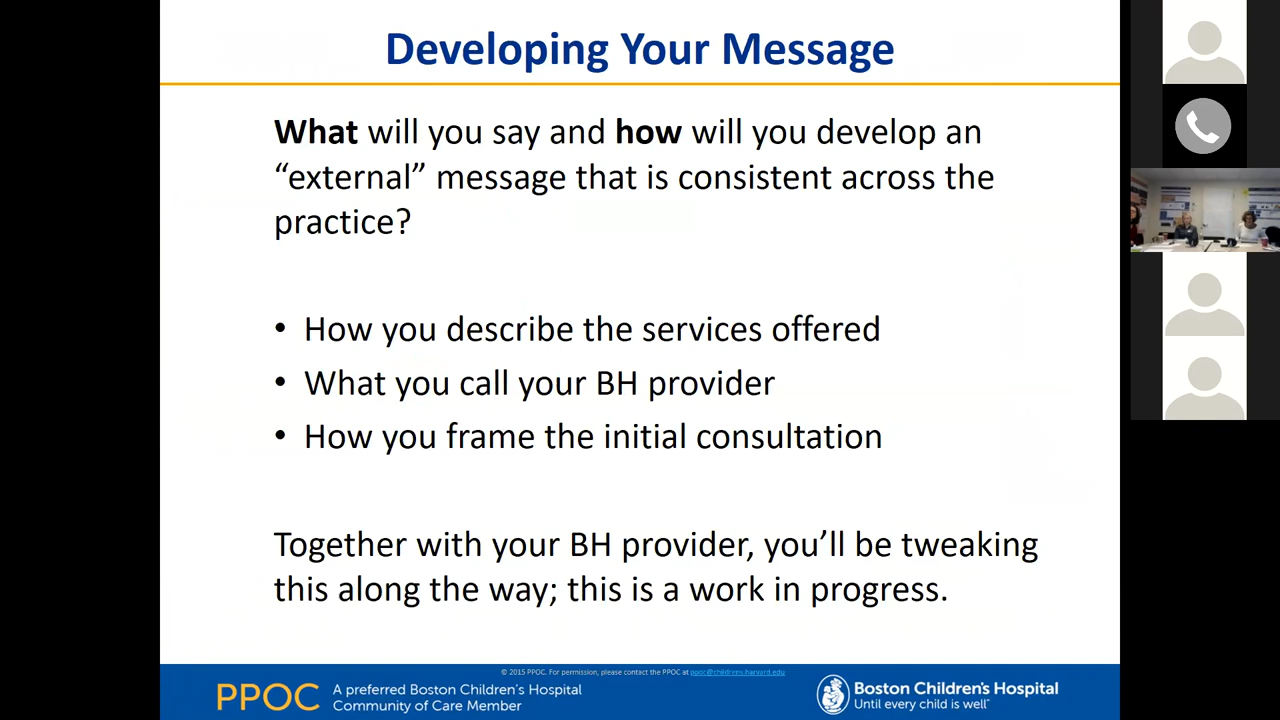 Developing Your Message
What will you say and how will you develop an
“external” message that is consistent across the
practice?
• How you describe the services offered
• What you call your BH provider
• How you frame the initial consultation
Together with your BH provider, you’ll be tweaking
this along the way; this is a work in progress.
© 2015 PPOC. For permission, please contact the PPOC at ppoc@childrens.harvard.edu
PPOC
A preferred Boston Children’s Hospital
Community of Care Member
Boston Children’s Hospital
Until every child is well™